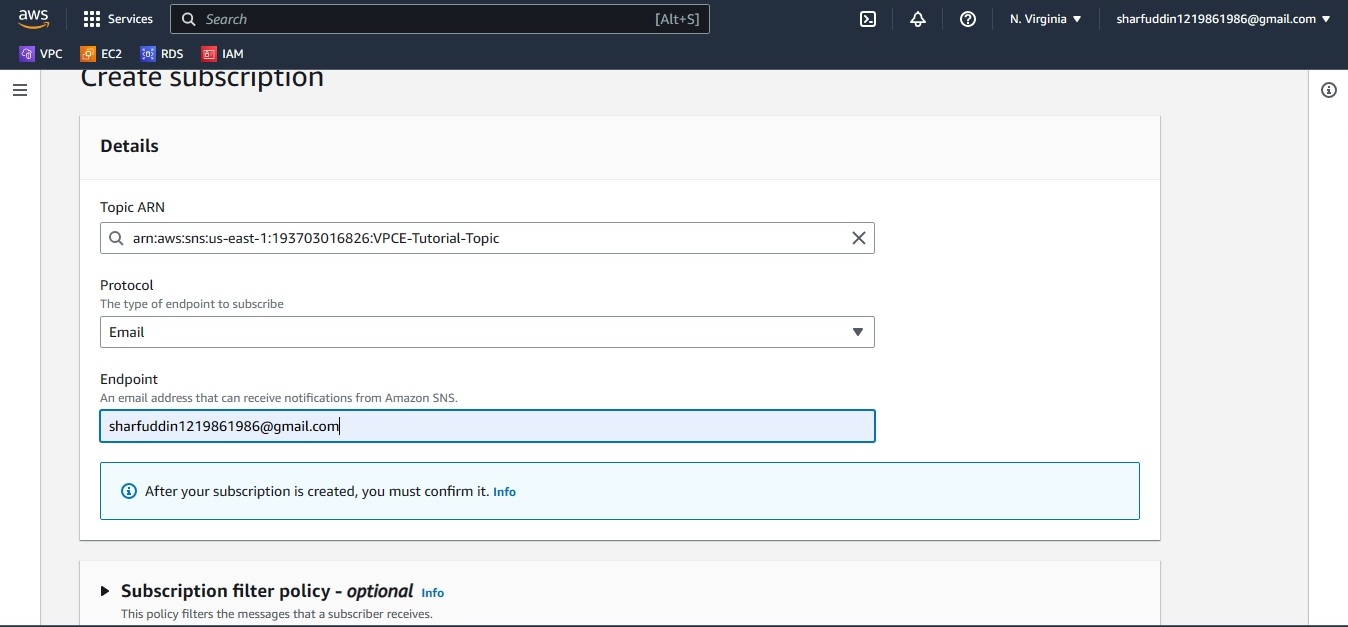 aws
Services
Search
[Alt+S]
N. Virginia
sharfuddin1219861986@gmail.com
VPC
EC2
RDS
IAM
Create subscription
Details
Topic ARN
arn:aws:sns:us-east-1:193703016826:VPCE-Tutorial-Topic
Protocol
The type of endpoint to subscribe
Email
Endpoint
An email address that can receive notifications from Amazon SNS.
sharfuddin1219861986@gmail.com
After your subscription is created, you must confirm it. Info
Subscription filter policy - optional Info
This policy filters the messages that a subscriber receives.